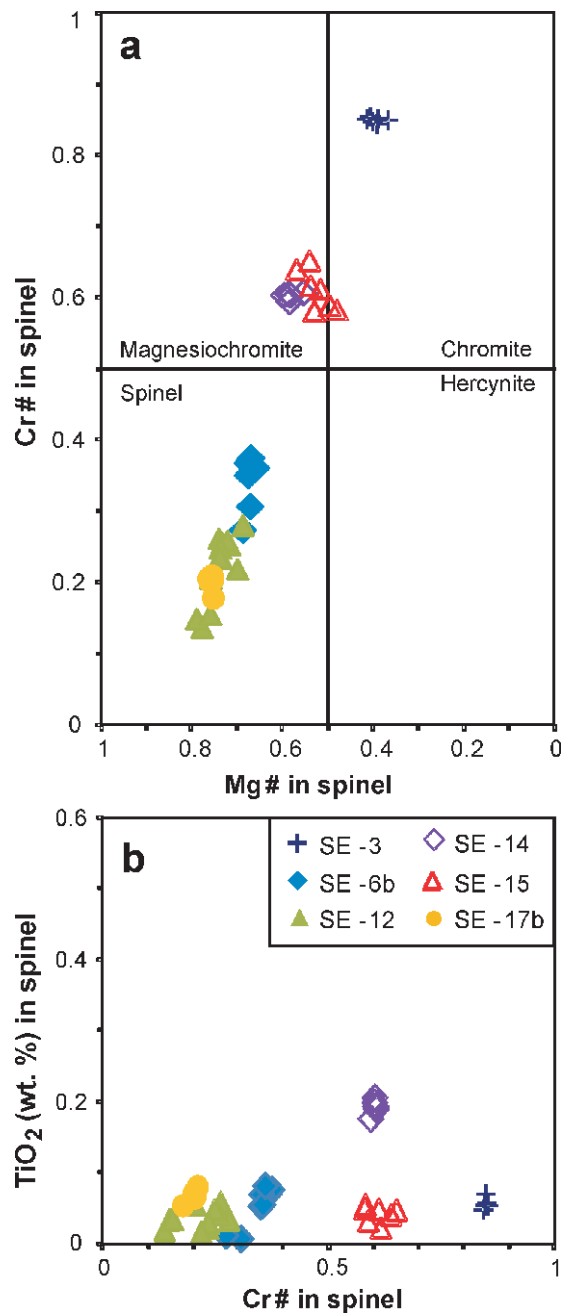 a
1
0.8
0.6
0.4
0.2
0
Cr# in spinel
Magnesiochromite
Chromite
Spinel
Hercynite
1 0.8 0.6 0.4 0.2 0
Mg# in spinel
b
0.6
0.4
0.2
0
TiO2 (wt. %) in spinel
SE -3 SE -14
SE -6b SE -15
SE -12 SE -17b
0 0.5 1
Cr# in spinel